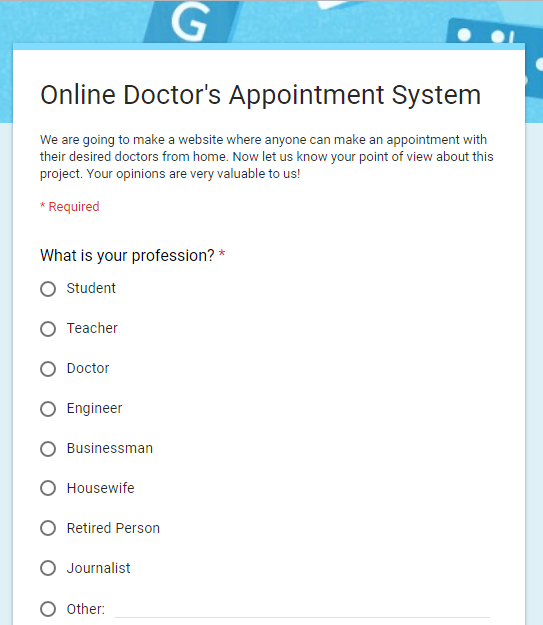 G
Online Doctor's Appointment System
We are going to make a website where anyone can make an appointment with
their desired doctors from home. Now let us know your point of view about this
project. Your opinions are very valuable to us!
* Required
What is your profession? *
Student
Teacher
Doctor
Engineer
Businessman
Housewife
Retired Person
Journalist
Other: